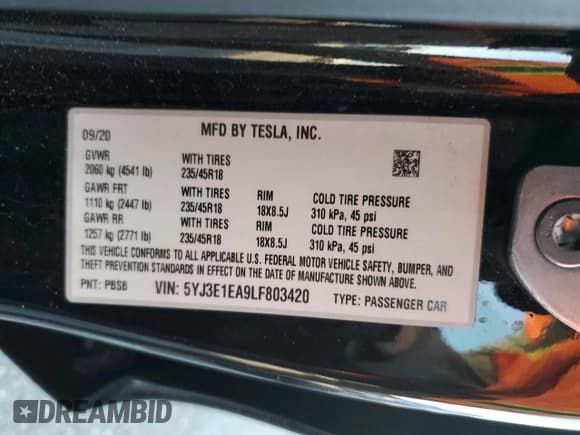 09/20 MFD BY TESLA, INC.
GVWR WITH TIRES
2060 kg (4541 lb) 235/45R18
GAWR FRT WITH TIRES RIM COLD TIRE PRESSURE
1110 kg (2447 lb) 235/45R18 18X8.5J 310 kPa, 45 psi
GAWR RR WITH TIRES RIM COLD TIRE PRESSURE
1257 kg (2771 lb) 235/45R18 18X8.5J 310 kPa, 45 psi
THIS VEHICLE CONFORMS TO ALL APPLICABLE U.S. FEDERAL MOTOR VEHICLE SAFETY, BUMPER, AND
THEFT PREVENTION STANDARDS IN EFFECT ON THE DATE OF MANUFACTURE SHOWN ABOVE.
PNT: PBSB VIN: 5YJ3E1EA9LF803420 TYPE: PASSENGER CAR
DREAMBID